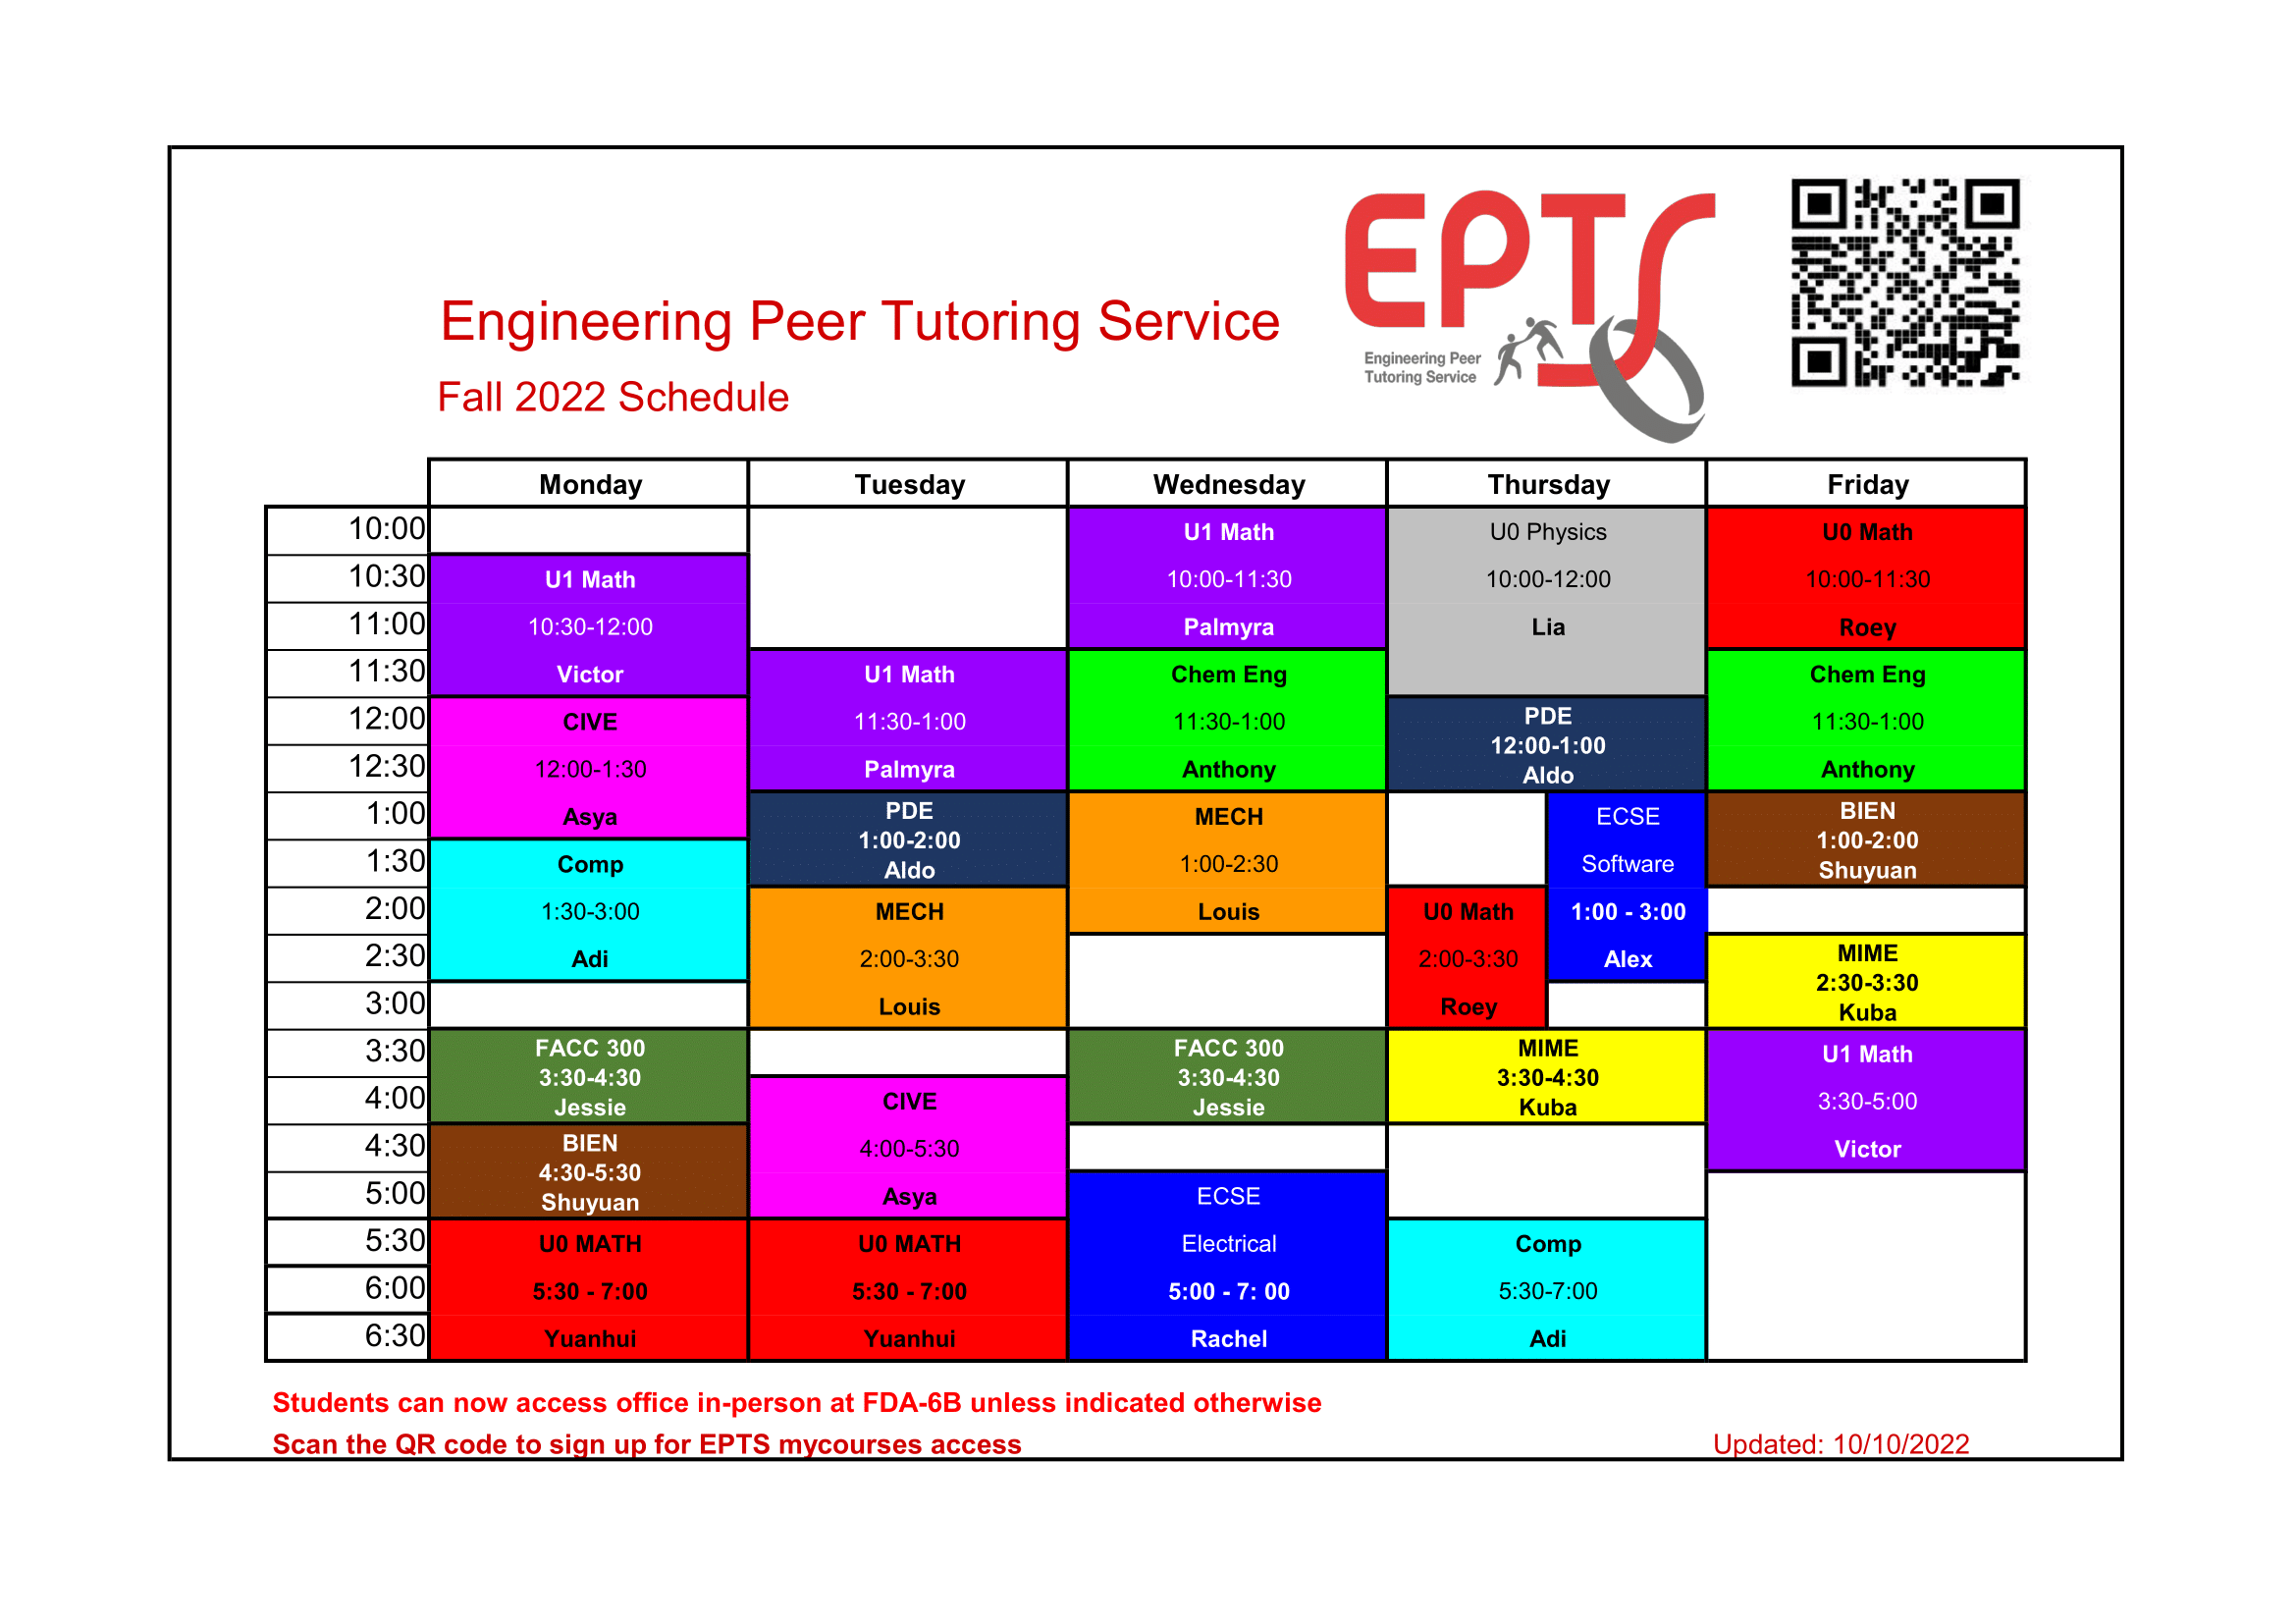 EPTS
Engineering Peer
Tutoring Service
Engineering Peer Tutoring Service
Fall 2022 Schedule
Monday Tuesday Wednesday Thursday Friday
10:00 U1 Math U0 Physics U0 Math
10:30 U1 Math 10:00-11:30 10:00-12:00 10:00-11:30
11:00 10:30-12:00 Palmyra Lia Roey
11:30 Victor U1 Math Chem Eng Chem Eng
12:00 CIVE 11:30-1:00 11:30-1:00 PDE 11:30-1:00
12:00-1:00
12:30 12:00-1:30 Palmyra Anthony Aldo Anthony
1:00 Asya PDE MECH ECSE BIEN
1:00-2:00 1:00-2:00
1:30 Comp Aldo 1:00-2:30 Software Shuyuan
2:00 1:30-3:00 MECH Louis U0 Math 1:00 - 3:00
2:30 Adi 2:00-3:30 2:00-3:30 Alex MIME
2:30-3:30
3:00 Louis Roey Kuba
3:30 FACC 300 FACC 300 MIME U1 Math
3:30-4:30 3:30-4:30 3:30-4:30
4:00 Jessie CIVE Jessie Kuba 3:30-5:00
4:30 BIEN 4:00-5:30 Victor
4:30-5:30
5:00 Shuyuan Asya ECSE
5:30 U0 MATH U0 MATH Electrical Comp
6:00 5:30 - 7:00 5:30 - 7:00 5:00 - 7: 00 5:30-7:00
6:30 Yuanhui Yuanhui Rachel Adi
Students can now access office in-person at FDA-6B unless indicated otherwise
Scan the QR code to sign up for EPTS mycourses access Updated: 10/10/2022